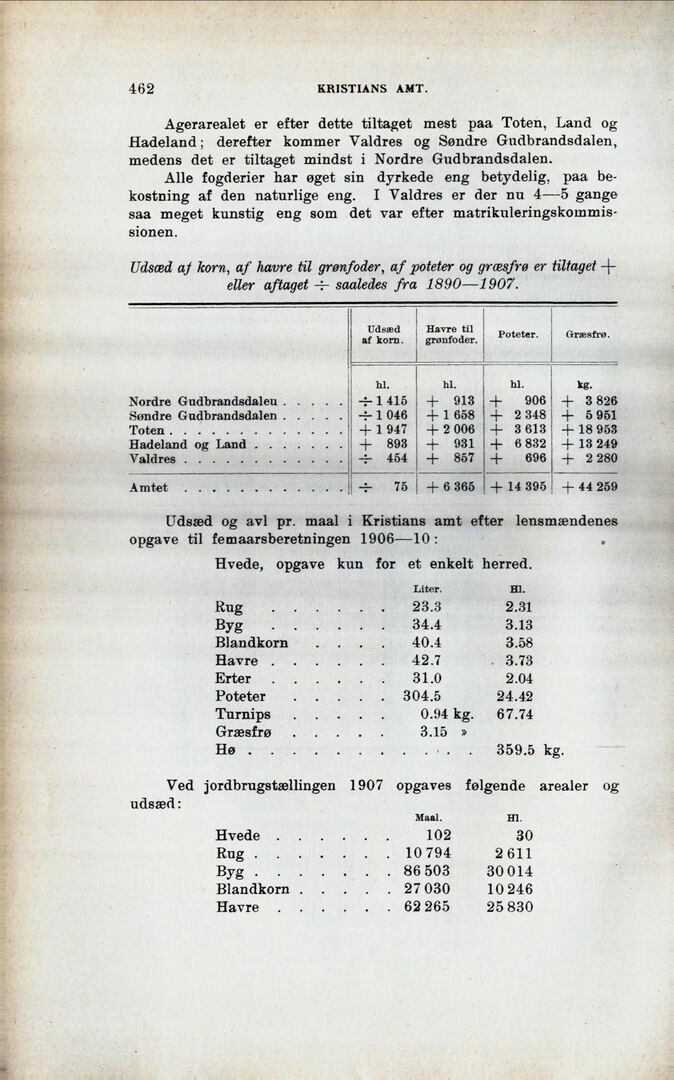 462 KRISTIANS AMT.
Agerarealet er efter dette tiltaget mest paa Toten, Land og
Hadeland; derefter kommer Valdres og Søndre Gudbrandsdalen,
medens det er tiltaget mindst i Nordre Gudbrandsdalen.
Alle fogderier har øget sin dyrkede eng betydelig, paa be-
kostning af den naturlige eng. I Valdres er der nu 4—5 gange
saa meget kunstig eng som det var efter matrikuleringskommis-
sionen.
Udsæd af korn, af havre til grønfoder, af poteter og græsfrø er tiltaget +
eller aftaget ÷ saaledes fra 1890—1907.
Udsæd af korn. Havre til grønfoder. Poteter. Græsfrø.
hl. hl. hl. kg.
Nordre Gudbrandsdalen . . . . . ÷ 1 415 + 913 + 906 + 3 826
Søndre Gudbrandsdalen . . . . . ÷ 1 046 + 1 658 + 2 348 + 5 951
Toten . . . . . . . . . . . . . + 1 947 + 2 006 + 3 613 + 18 953
Hadeland og Land . . . . . . . + 893 + 931 + 6 832 + 13 249
Valdres . . . . . . . . . . . . ÷ 454 + 857 + 696 + 2 280
Amtet . . . . . . . . . . . . ÷ 75 + 6 365 + 14 395 + 44 259
Udsæd og avl pr. maal i Kristians amt efter lensmændenes
opgave til femaarsberetningen 1906—10:
Hvede, opgave kun for et enkelt herred.
Liter. Hl.
Rug . . . . . . 23.3 2.31
Byg . . . . . . 34.4 3.13
Blandkorn . . . . 40.4 3.58
Havre . . . . . . 42.7 3.73
Erter . . . . . . 31.0 2.04
Poteter . . . . . 304.5 24.42
Turnips . . . . . 0.94 kg. 67.74
Græsfrø . . . . . 3.15 »
Hø . . . . . . . . . . . . 359.5 kg.
Ved jordbrugstællingen 1907 opgaves følgende arealer og
udsæd:
Maal. Hl.
Hvede . . . . . . 102 30
Rug . . . . . . . 10 794 2 611
Byg . . . . . . . 86 503 30 014
Blandkorn . . . . . 27 030 10 246
Havre . . . . . . 62 265 25 830